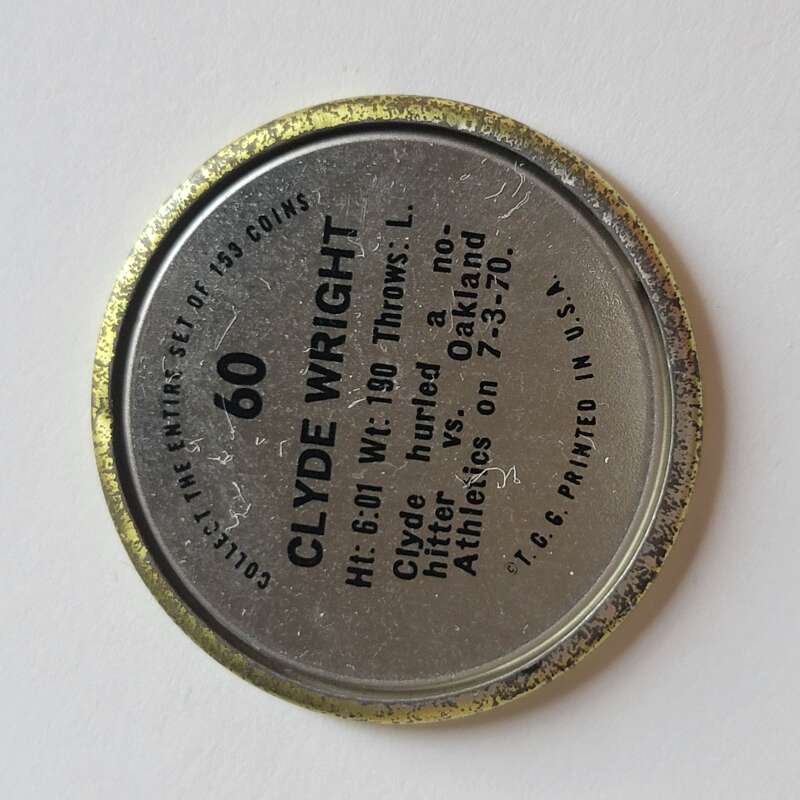 COLLECT THE ENTIRE SET OF 153 COINS
60
CLYDE WRIGHT
Ht: 6:01 Wt: 190 Throws: L.
Clyde hurled a no-
hitter vs. Oakland
Athletics on 7-3-70.
©T. C. G. PRINTED IN U.S.A.